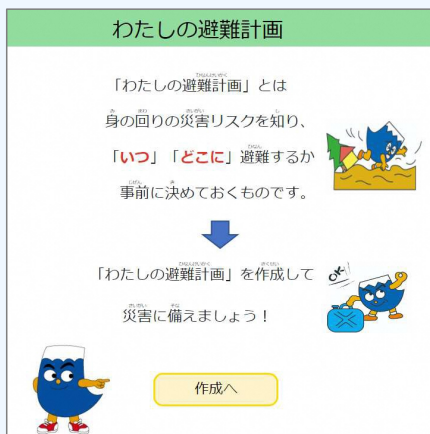 わたしの避難計画
「わたしの避難計画」とは
身の回りの災害リスクを知り、
「いつ」「どこに」避難するか
事前に決めておくものです。
「わたしの避難計画」を作成して
災害に備えましょう！
OK!
作成へ